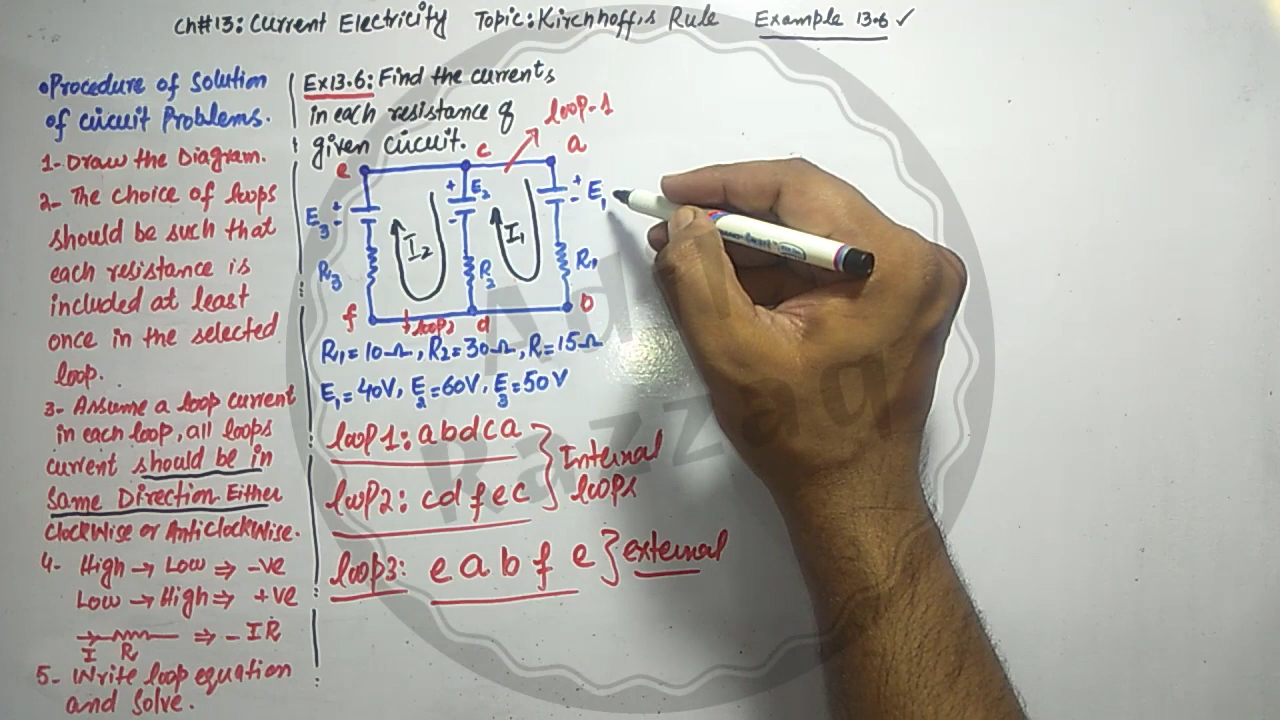 Ch#13: Current Electricity Topic: Kirchhoff,s Rule Example 13.6 ✓
•Procedure of Solution
of circuit Problems.
1- Draw the Diagram.
2- The choice of loops
should be such that
each resistance is
included at least
once in the selected
loop.
3- Assume a loop current
in each loop, all loops
current should be in
Same Direction Either
Clockwise or AntiClockwise.
4- High → Low ⇒ -ve
Low → High ⇒ +ve
I R ⇒ - IR
5- Write loop equation
and solve.
Ex13.6: Find the currents
in each resistance of
given circuit.
loop-1
e c a
E3 + - + E2 - + - E1
I2 I1
R3 R2 R1
f loop2 d b
R1 = 10Ω, R2 = 30Ω, R = 15Ω
E1 = 40V, E2 = 60V, E3 = 50V
loop1: abdca
loop2: cdfec
Internal
loops
loop3: eabfe } external
Adil
Razzaq